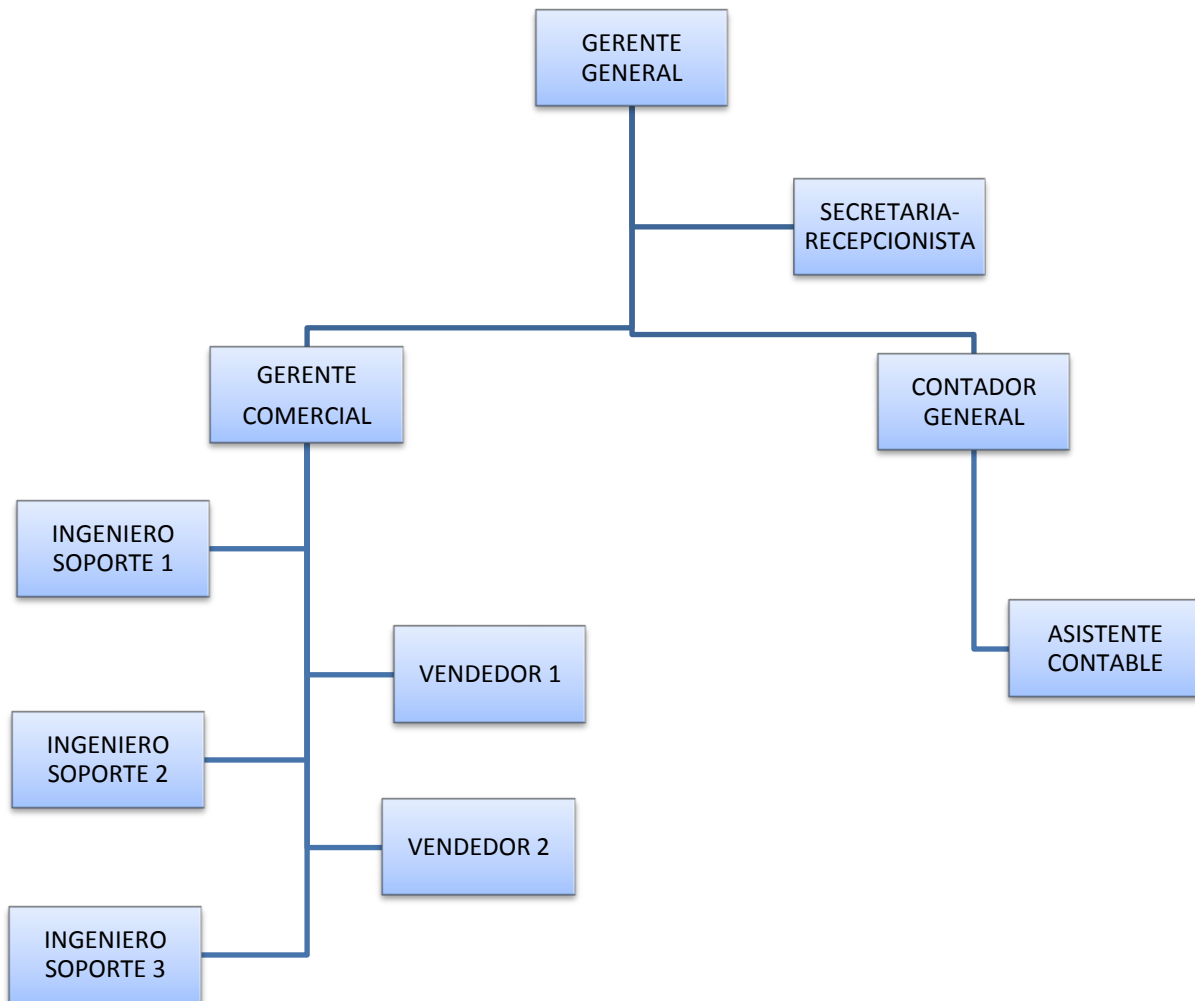 GERENTE
GENERAL
SECRETARIA-
RECEPCIONISTA
GERENTE
COMERCIAL
CONTADOR
GENERAL
INGENIERO
SOPORTE 1
VENDEDOR 1
ASISTENTE
CONTABLE
INGENIERO
SOPORTE 2
VENDEDOR 2
INGENIERO
SOPORTE 3